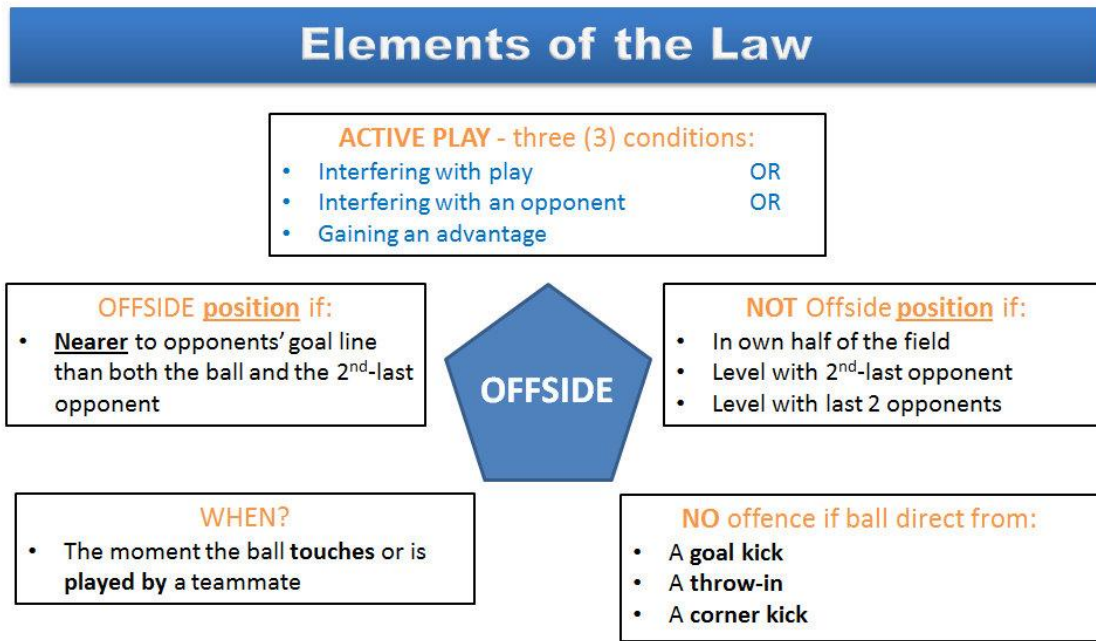 Elements of the Law
ACTIVE PLAY - three (3) conditions:
• Interfering with play OR
• Interfering with an opponent OR
• Gaining an advantage
OFFSIDE position if:
• Nearer to opponents' goal line
than both the ball and the 2nd-last
opponent
OFFSIDE
NOT Offside position if:
• In own half of the field
• Level with 2nd-last opponent
• Level with last 2 opponents
WHEN?
• The moment the ball touches or is
played by a teammate
NO offence if ball direct from:
• A goal kick
• A throw-in
• A corner kick